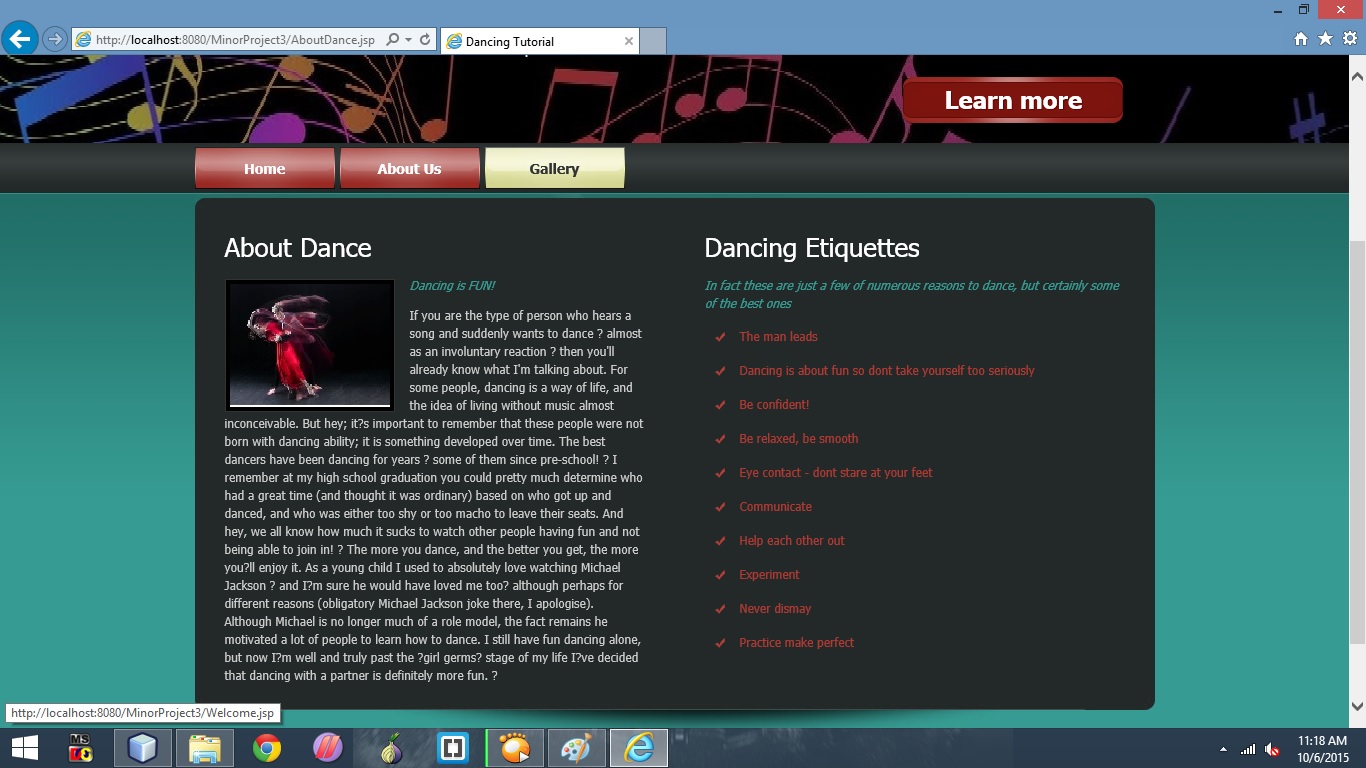 http://localhost:8080/MinorProject3/AboutDance.jsp
Dancing Tutorial
Learn more
Home
About Us
Gallery
About Dance
Dancing is FUN!
If you are the type of person who hears a
song and suddenly wants to dance ? almost
as an involuntary reaction ? then you'll
already know what I'm talking about. For
some people, dancing is a way of life, and
the idea of living without music almost
inconceivable. But hey; it?s important to remember that these people were not
born with dancing ability; it is something developed over time. The best
dancers have been dancing for years ? some of them since pre-school! ? I
remember at my high school graduation you could pretty much determine who
had a great time (and thought it was ordinary) based on who got up and
danced, and who was either too shy or too macho to leave their seats. And
hey, we all know how much it sucks to watch other people having fun and not
being able to join in! ? The more you dance, and the better you get, the more
you?ll enjoy it. As a young child I used to absolutely love watching Michael
Jackson ? and I?m sure he would have loved me too? although perhaps for
different reasons (obligatory Michael Jackson joke there, I apologise).
Although Michael is no longer much of a role model, the fact remains he
motivated a lot of people to learn how to dance. I still have fun dancing alone,
but now I?m well and truly past the ?girl germs? stage of my life I?ve decided
that dancing with a partner is definitely more fun. ?
Dancing Etiquettes
In fact these are just a few of numerous reasons to dance, but certainly some
of the best ones
The man leads
Dancing is about fun so dont take yourself too seriously
Be confident!
Be relaxed, be smooth
Eye contact - dont stare at your feet
Communicate
Help each other out
Experiment
Never dismay
Practice make perfect
http://localhost:8080/MinorProject3/Welcome.jsp
MS
11:18 AM
10/6/2015